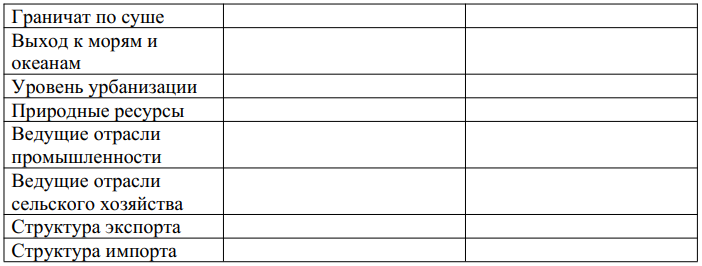 Граничат по суше
Выход к морям и
океанам
Уровень урбанизации
Природные ресурсы
Ведущие отрасли
промышленности
Ведущие отрасли
сельского хозяйства
Структура экспорта
Структура импорта